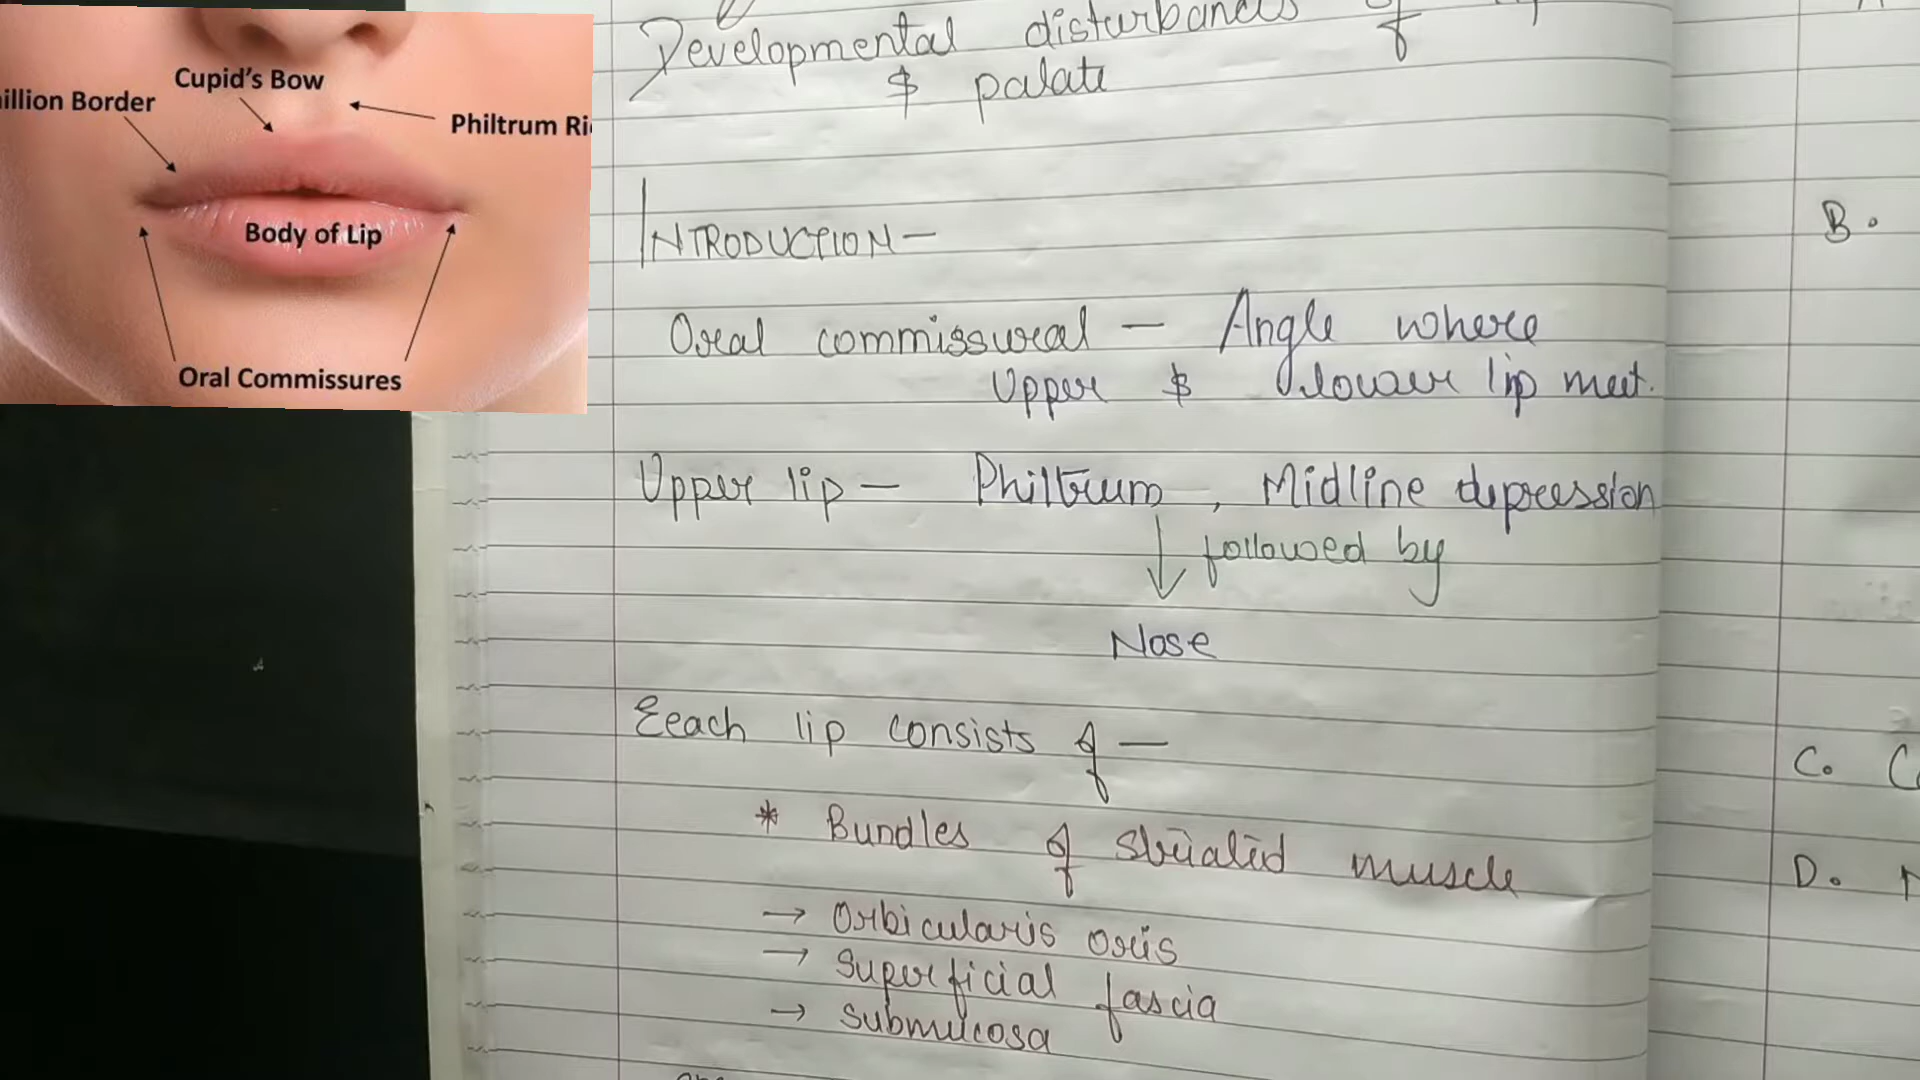 Cupid's Bow
illion Border
Philtrum Ri
Body of Lip
Oral Commissures
Developmental disturbances of
$ palate
INTRODUCTION —
Oral commissural — Angle where
Upper $ lower lip meet.
Upper lip — Philtrum, Midline depression
↓ followed by
Nose
Eeach lip consists of —
* Bundles of striated muscle
→ Orbicularis oris
→ Superficial fascia
→ Submucosa
B.
C.
D.